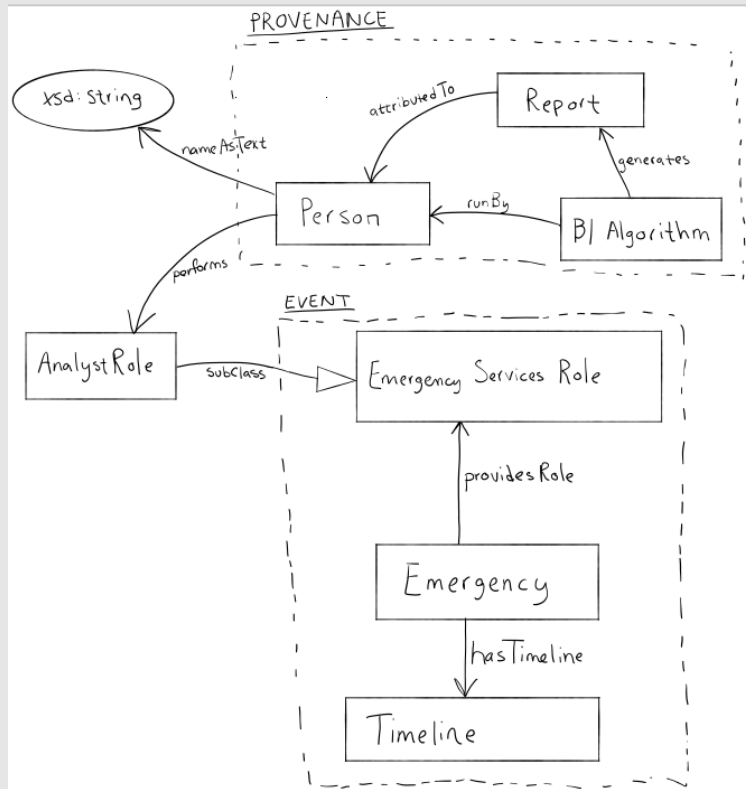 PROVENANCE
xsd:String
attributedTo
Report
nameAsText
generates
Person
runBy
BI Algorithm
performs
EVENT
AnalystRole
subClass
Emergency Services Role
providesRole
Emergency
hasTimeline
Timeline